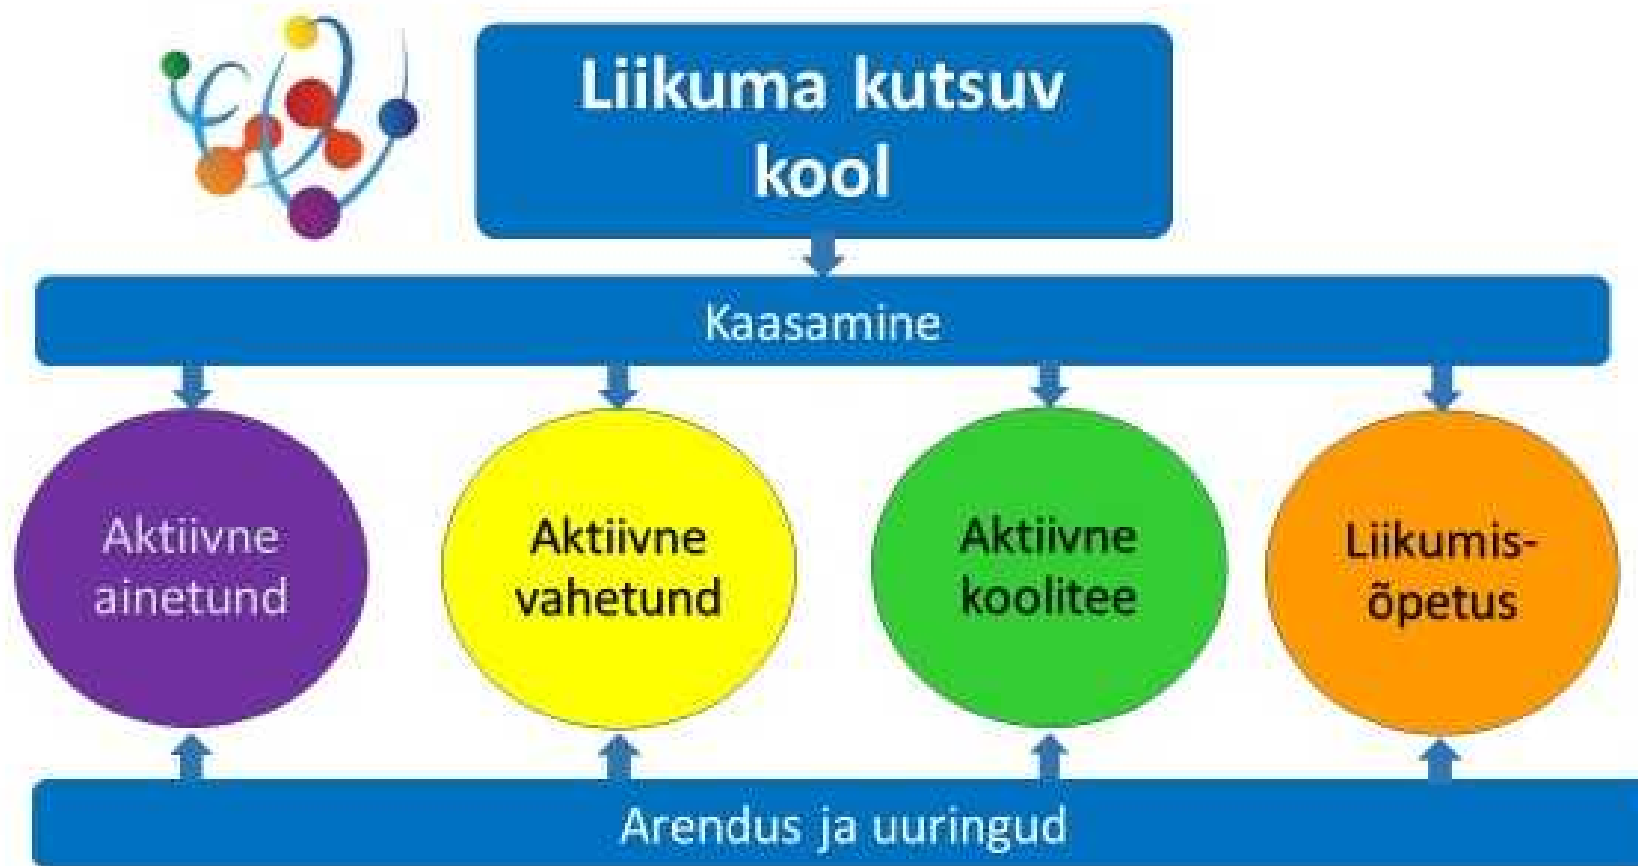 Liikuma kutsuv
kool
Kaasamine
Aktiivne
ainetund
Aktiivne
vahetund
Aktiivne
koolitee
Liikumis-
õpetus
Arendus ja uuringud